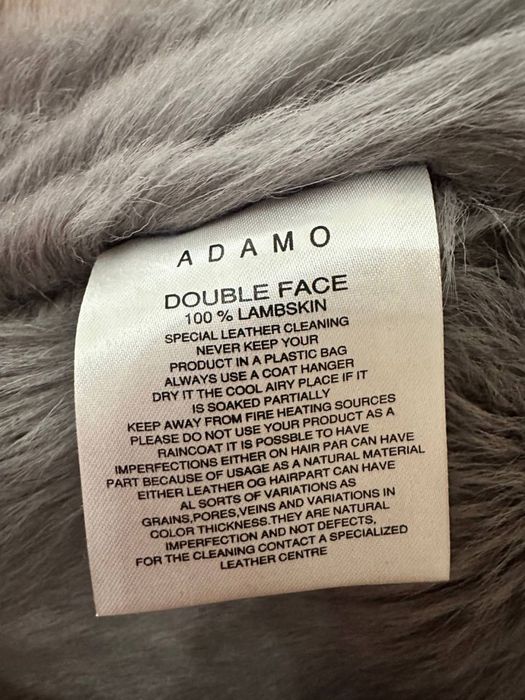 ADAMO
DOUBLE FACE
100 % LAMBSKIN
SPECIAL LEATHER CLEANING
NEVER KEEP YOUR
PRODUCT IN A PLASTIC BAG
ALWAYS USE A COAT HANGER
DRY IT THE COOL AIRY PLACE IF IT
IS SOAKED PARTIALLY
KEEP AWAY FROM FIRE HEATING SOURCES
PLEASE DO NOT USE YOUR PRODUCT AS A
RAINCOAT IT IS POSSBLE TO HAVE
IMPERFECTIONS EITHER ON HAIR PAR CAN HAVE
PART BECAUSE OF USAGE AS A NATURAL MATERIAL
EITHER LEATHER OG HAIRPART CAN HAVE
AL SORTS OF VARIATIONS AS
GRAINS,PORES,VEINS AND VARIATIONS IN
COLOR THICKNESS.THEY ARE NATURAL
IMPERFECTION AND NOT DEFECTS,
FOR THE CLEANING CONTACT A SPECIALIZED
LEATHER CENTRE